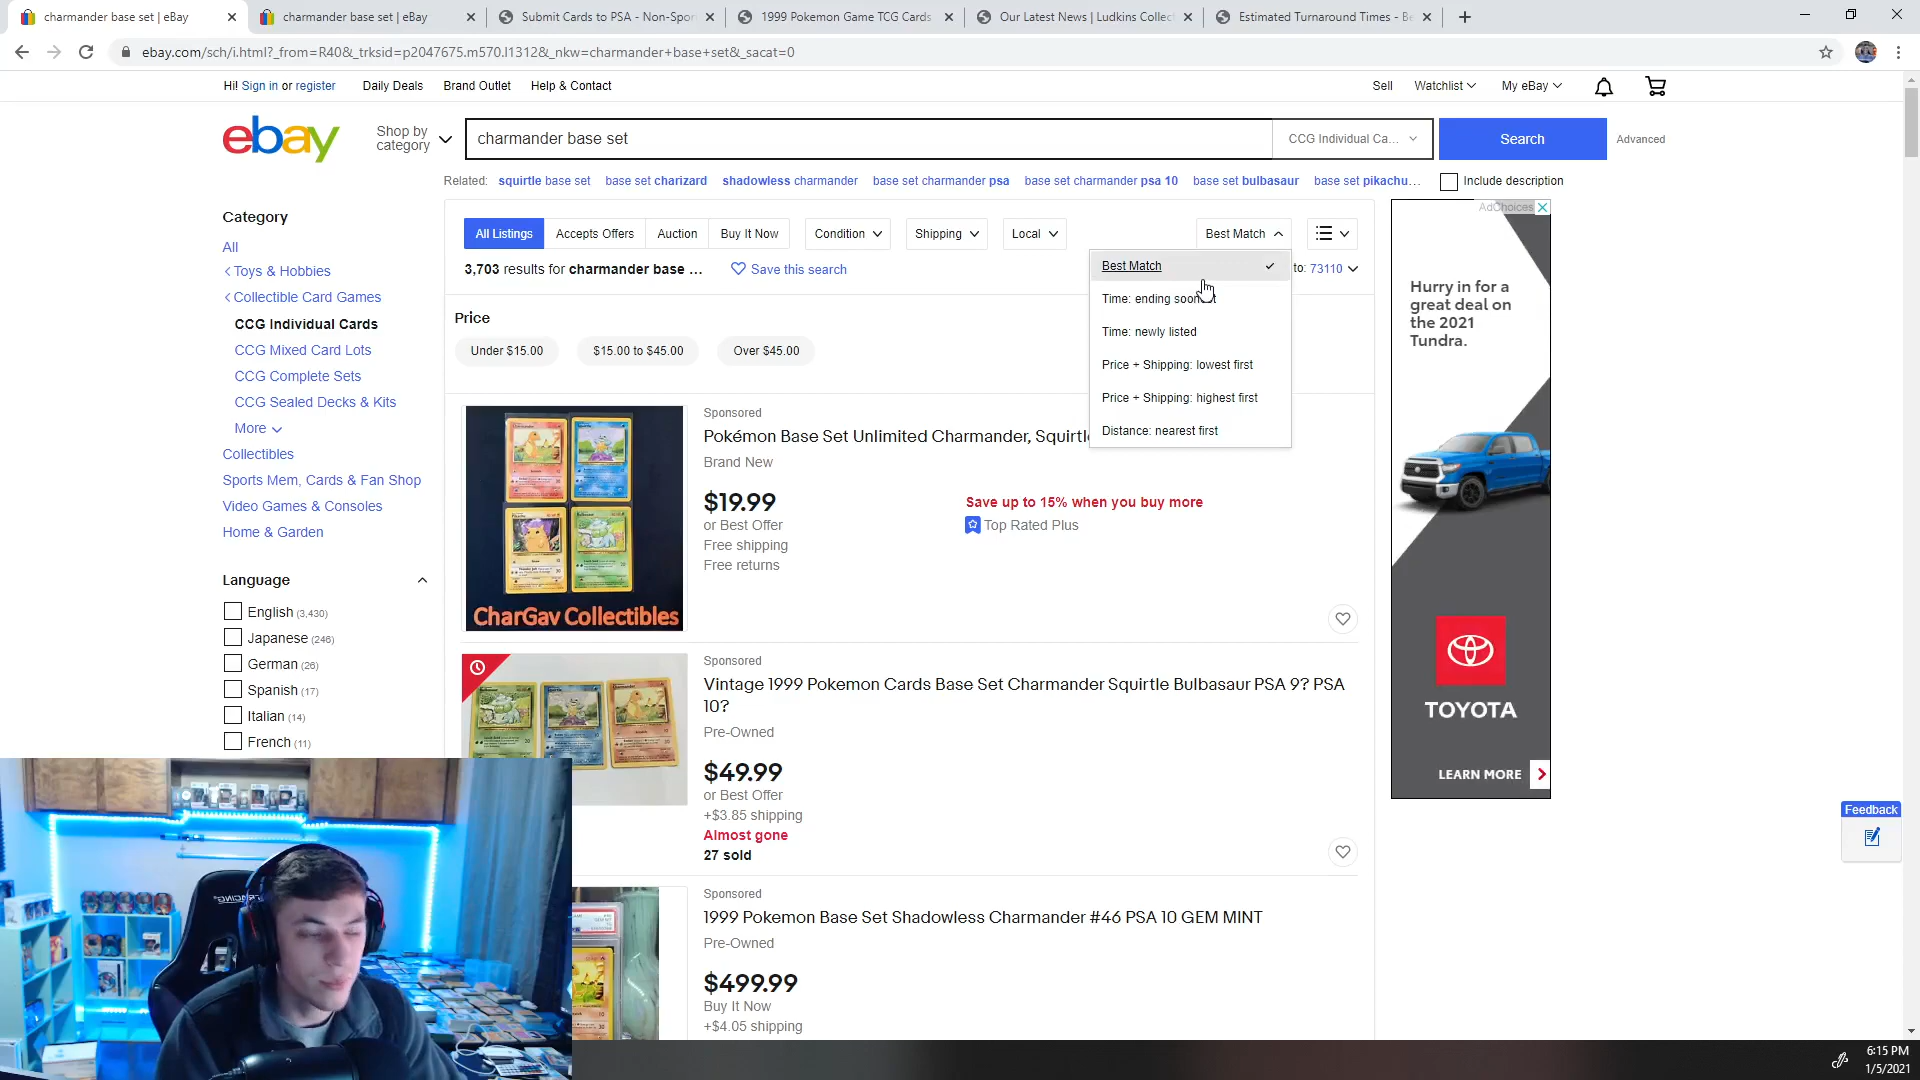 charmander base set | eBay
charmander base set | eBay
Submit Cards to PSA - Non-Spor
1999 Pokemon Game TCG Cards
Our Latest News | Ludkins Collec
Estimated Turnaround Times - Be
ebay.com/sch/i.html?_from=R40&_trksid=p2047675.m570.l1312&_nkw=charmander+base+set&_sacat=0
Hi! Sign in or register
Daily Deals
Brand Outlet
Help & Contact
Sell
Watchlist
My eBay
ebay
Shop by
category
charmander base set
CCG Individual Ca...
Search
Advanced
Related: squirtle base set base set charizard shadowless charmander base set charmander psa base set charmander psa 10 base set bulbasaur base set pikachu...
Include description
Category
All
< Toys & Hobbies
< Collectible Card Games
CCG Individual Cards
CCG Mixed Card Lots
CCG Complete Sets
CCG Sealed Decks & Kits
More
Collectibles
Sports Mem, Cards & Fan Shop
Video Games & Consoles
Home & Garden
Language
English (3,430)
Japanese (246)
German (26)
Spanish (17)
Italian (14)
French (11)
All Listings
Accepts Offers
Auction
Buy It Now
Condition
Shipping
Local
Best Match
3,703 results for charmander base ...
Save this search
to: 73110
Best Match
Time: ending
Time: newly listed
Price + Shipping: lowest first
Price + Shipping: highest first
Distance: nearest first
Price
Under $15.00
$15.00 to $45.00
Over $45.00
Sponsored
Pokémon Base Set Unlimited Charmander, Squirtle
Brand New
$19.99
or Best Offer
Free shipping
Free returns
Save up to 15% when you buy more
Top Rated Plus
CharGav Collectibles
Sponsored
Vintage 1999 Pokemon Cards Base Set Charmander Squirtle Bulbasaur PSA 9? PSA
10?
Pre-Owned
$49.99
or Best Offer
+$3.85 shipping
Almost gone
27 sold
Sponsored
1999 Pokemon Base Set Shadowless Charmander #46 PSA 10 GEM MINT
Pre-Owned
$499.99
Buy It Now
+$4.05 shipping
AdChoices
Hurry in for a
great deal on
the 2021
Tundra.
TOYOTA
LEARN MORE
Feedback
6:15 PM
1/5/2021